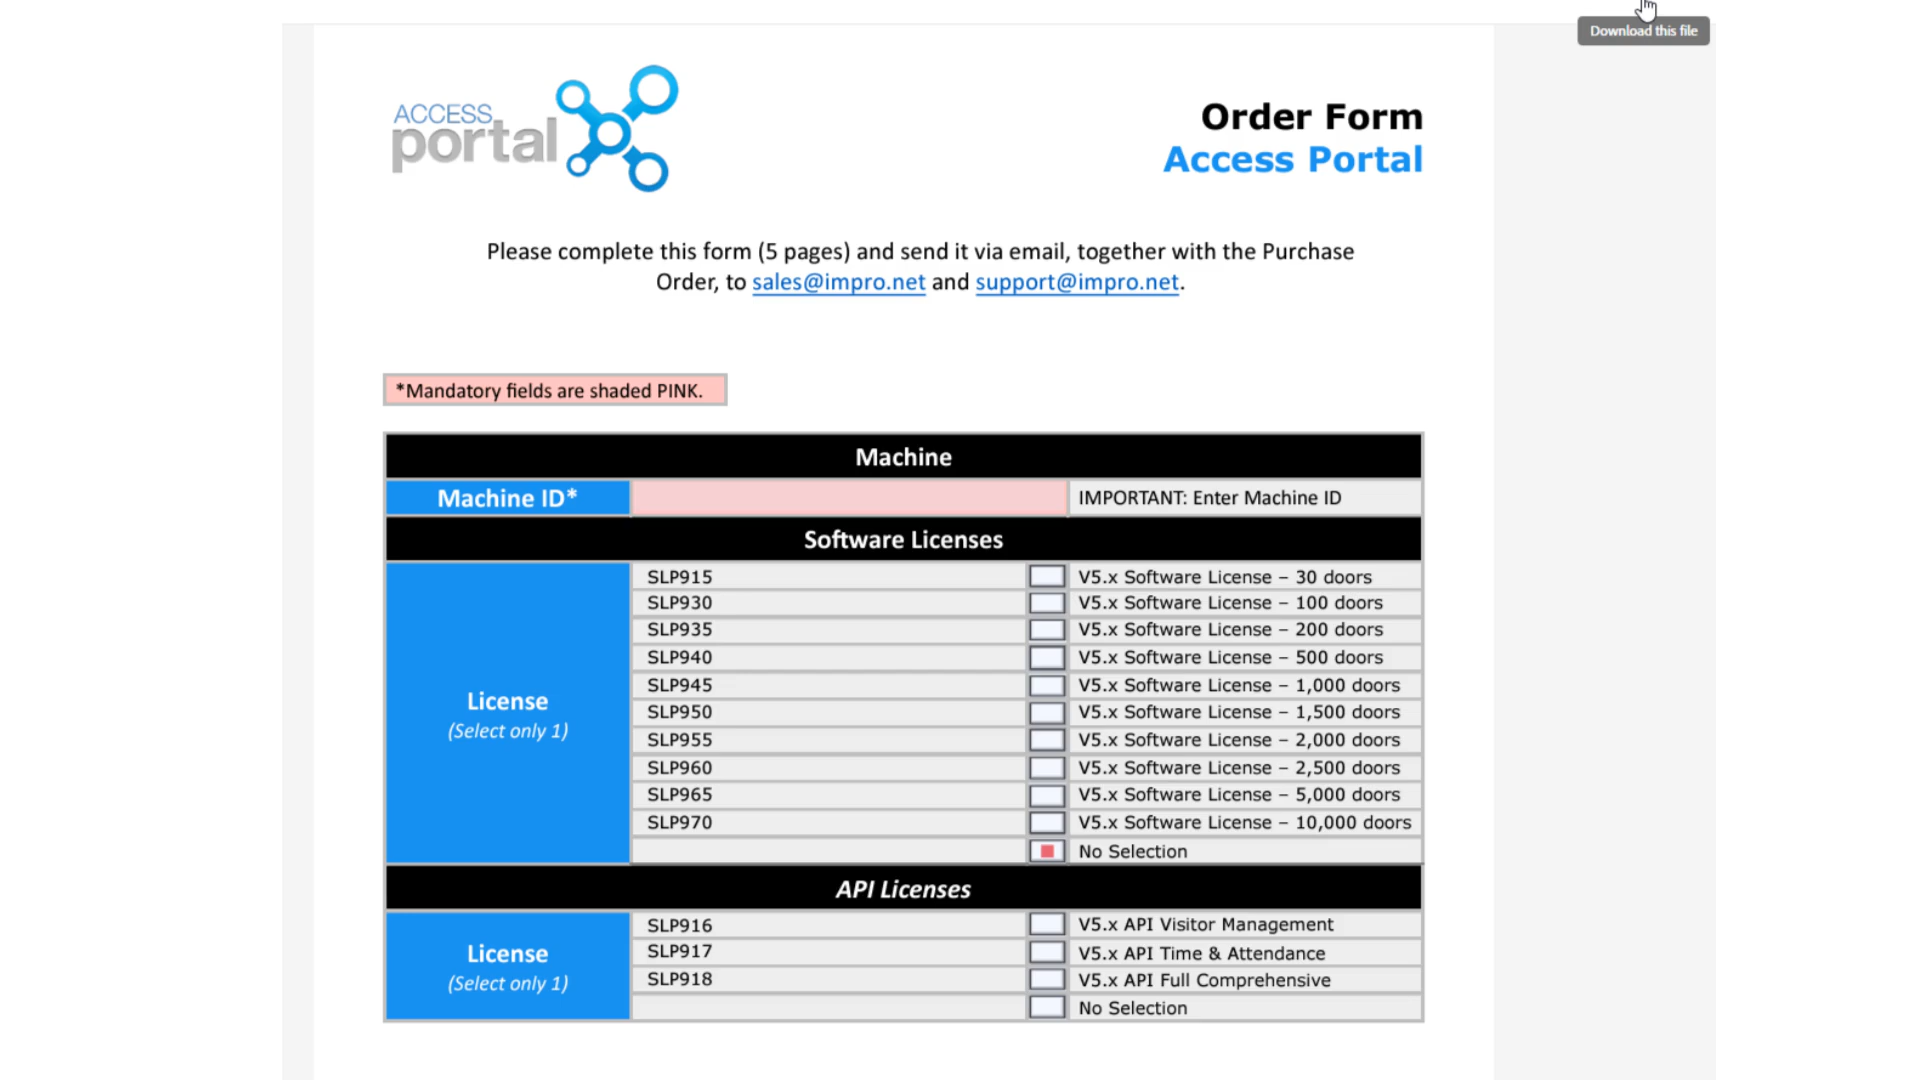 Download this file
ACCESS
portal
Order Form
Access Portal
Please complete this form (5 pages) and send it via email, together with the Purchase
Order, to sales@impro.net and support@impro.net.
*Mandatory fields are shaded PINK.
Machine
Machine ID*
IMPORTANT: Enter Machine ID
Software Licenses
License
(Select only 1)
SLP915 V5.x Software License – 30 doors
SLP930 V5.x Software License – 100 doors
SLP935 V5.x Software License – 200 doors
SLP940 V5.x Software License – 500 doors
SLP945 V5.x Software License – 1,000 doors
SLP950 V5.x Software License – 1,500 doors
SLP955 V5.x Software License – 2,000 doors
SLP960 V5.x Software License – 2,500 doors
SLP965 V5.x Software License – 5,000 doors
SLP970 V5.x Software License – 10,000 doors
No Selection
API Licenses
License
(Select only 1)
SLP916 V5.x API Visitor Management
SLP917 V5.x API Time & Attendance
SLP918 V5.x API Full Comprehensive
No Selection